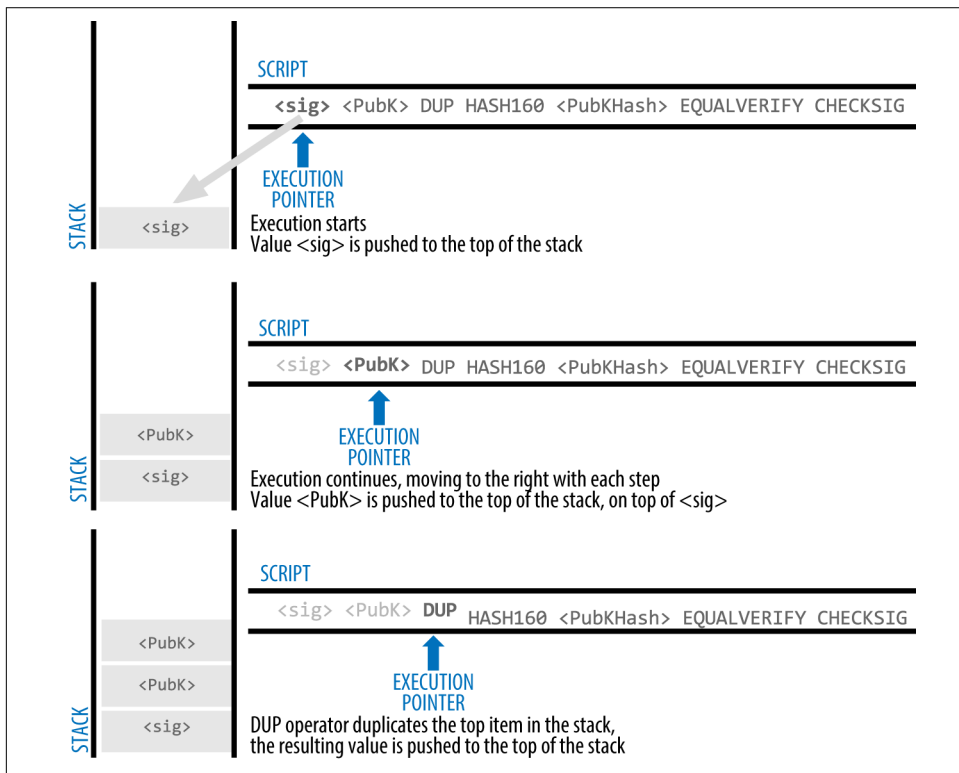 SCRIPT
<sig> <PubK> DUP HASH160 <PubKHash> EQUALVERIFY CHECKSIG
EXECUTION
POINTER
STACK
<sig>
Execution starts
Value <sig> is pushed to the top of the stack
SCRIPT
<sig> <PubK> DUP HASH160 <PubKHash> EQUALVERIFY CHECKSIG
EXECUTION
POINTER
STACK
<PubK>
<sig>
Execution continues, moving to the right with each step
Value <PubK> is pushed to the top of the stack, on top of <sig>
SCRIPT
<sig> <PubK> DUP HASH160 <PubKHash> EQUALVERIFY CHECKSIG
EXECUTION
POINTER
STACK
<PubK>
<PubK>
<sig>
DUP operator duplicates the top item in the stack,
the resulting value is pushed to the top of the stack